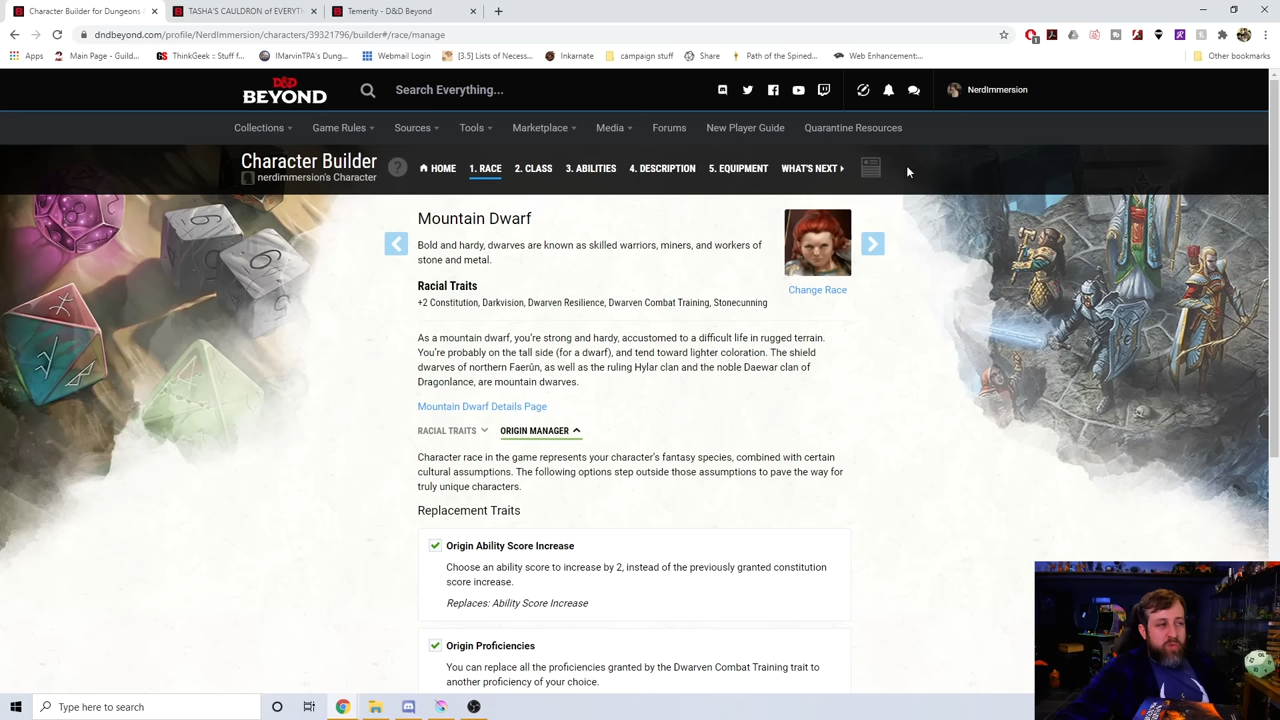 Character Builder for Dungeons
TASHA'S CAULDRON of EVERYTH
Temerity - D&D Beyond
dndbeyond.com/profile/NerdImmersion/characters/39321796/builder#/race/manage
Apps
Main Page - Guild...
ThinkGeek :: Stuff f...
IMarvinTPA's Dung...
Webmail Login
[3.5] Lists of Necess...
Inkarnate
campaign stuff
Share
Path of the Spined...
Web Enhancement:...
Other bookmarks
D&D
BEYOND
Search Everything...
NerdImmersion
Collections
Game Rules
Sources
Tools
Marketplace
Media
Forums
New Player Guide
Quarantine Resources
Character Builder
nerdimmersion's Character
?
HOME
1. RACE
2. CLASS
3. ABILITIES
4. DESCRIPTION
5. EQUIPMENT
WHAT'S NEXT
Mountain Dwarf
Bold and hardy, dwarves are known as skilled warriors, miners, and workers of
stone and metal.
Racial Traits
+2 Constitution, Darkvision, Dwarven Resilience, Dwarven Combat Training, Stonecunning
Change Race
As a mountain dwarf, you're strong and hardy, accustomed to a difficult life in rugged terrain.
You're probably on the tall side (for a dwarf), and tend toward lighter coloration. The shield
dwarves of northern Faerûn, as well as the ruling Hylar clan and the noble Daewar clan of
Dragonlance, are mountain dwarves.
Mountain Dwarf Details Page
RACIAL TRAITS
ORIGIN MANAGER
Character race in the game represents your character's fantasy species, combined with certain
cultural assumptions. The following options step outside those assumptions to pave the way for
truly unique characters.
Replacement Traits
Origin Ability Score Increase
Choose an ability score to increase by 2, instead of the previously granted constitution
score increase.
Replaces: Ability Score Increase
Origin Proficiencies
You can replace all the proficiencies granted by the Dwarven Combat Training trait to
another proficiency of your choice.
Type here to search